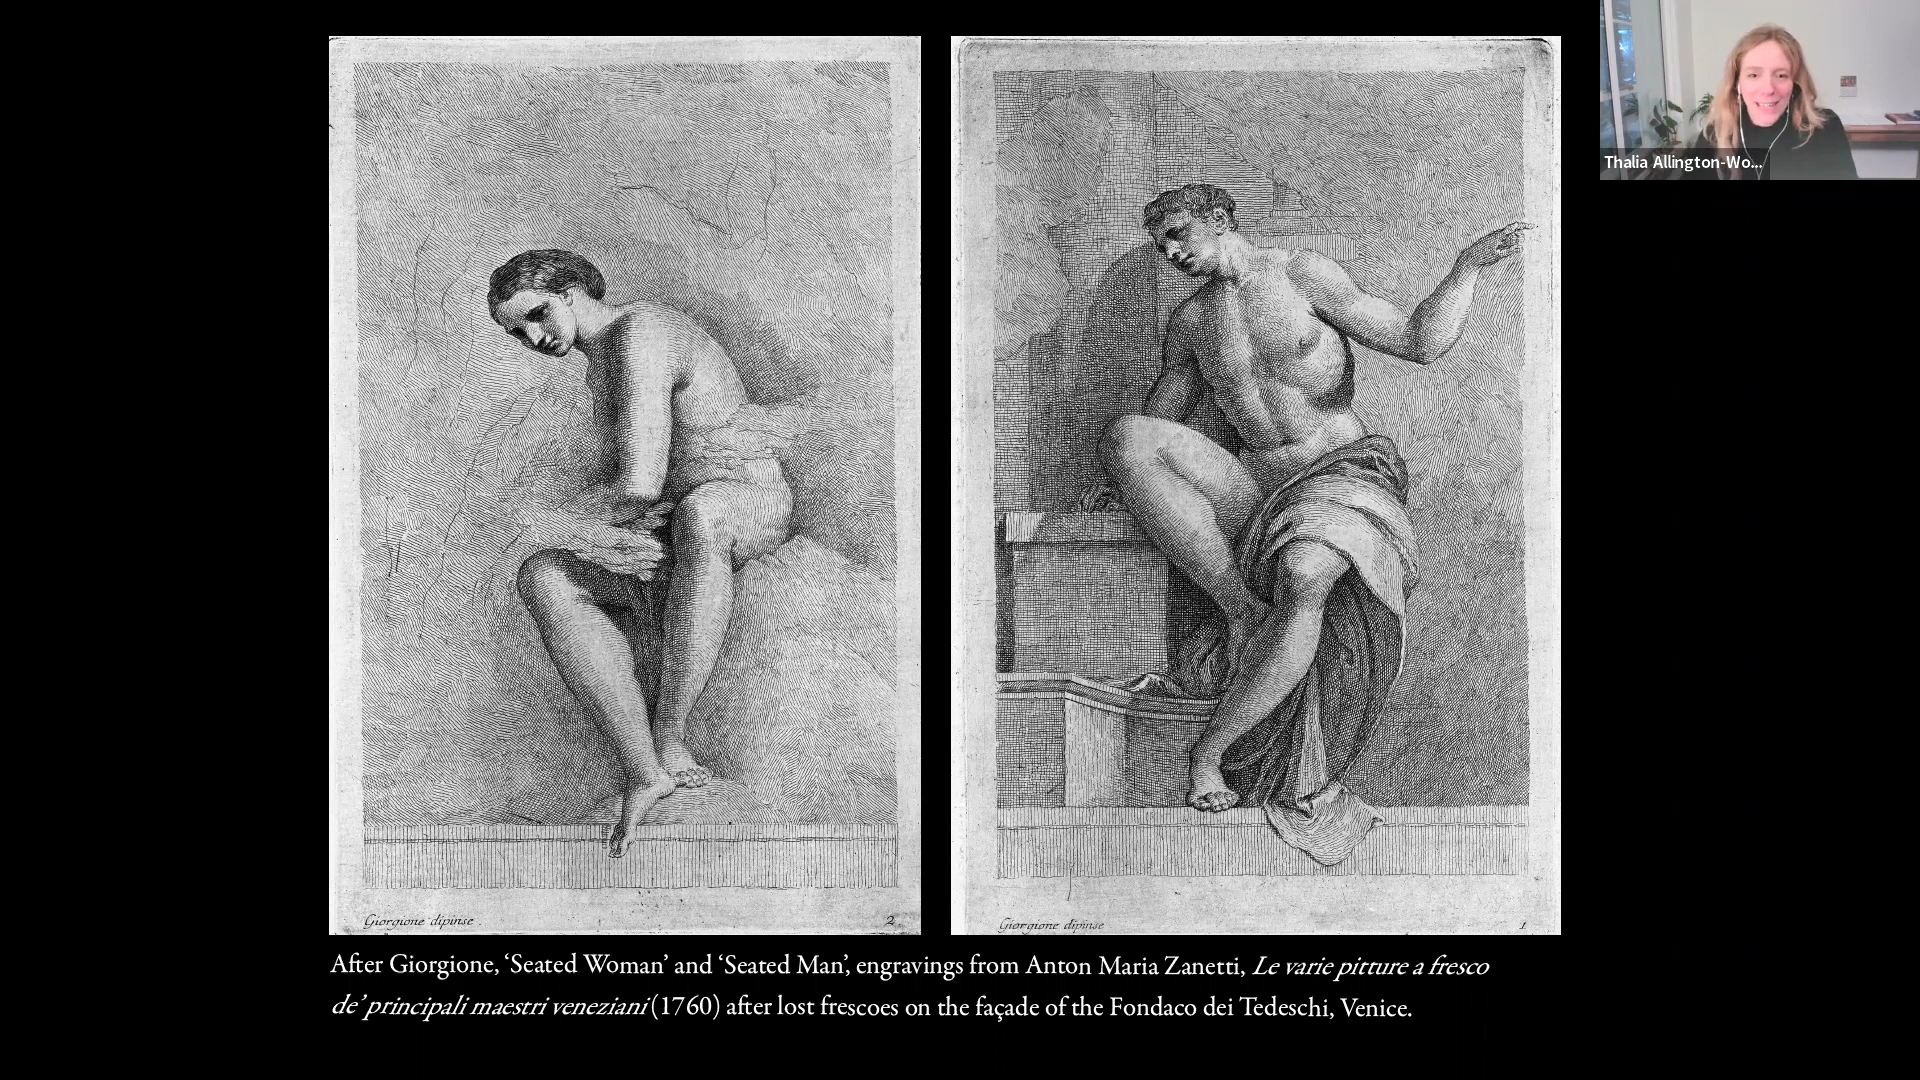 Thalia Allington-Wo...
Giorgione dipinse.
2.
Giorgione dipinse
1
After Giorgione, ‘Seated Woman’ and ‘Seated Man’, engravings from Anton Maria Zanetti, Le varie pitture a fresco
de’ principali maestri veneziani (1760) after lost frescoes on the façade of the Fondaco dei Tedeschi, Venice.